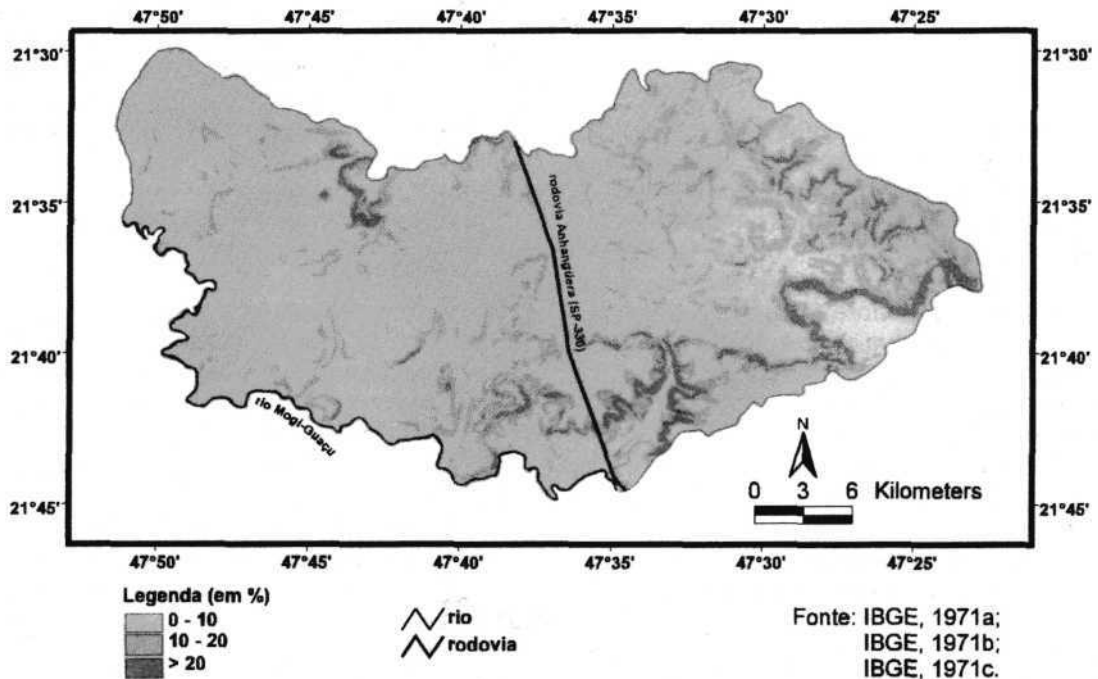 47°50' 47°45' 47°40' 47°35' 47°30' 47°25'
21°30' 21°30'
21°35' 21°35'
rodovia Anhangüera (SP-330)
21°40' 21°40'
rio Mogi-Guaçu
N
0 3 6 Kilometers
21°45' 21°45'
47°50' 47°45' 47°40' 47°35' 47°30' 47°25'
Legenda (em %)
0 - 10
10 - 20
> 20
rio
rodovia
Fonte: IBGE, 1971a;
IBGE, 1971b;
IBGE, 1971c.